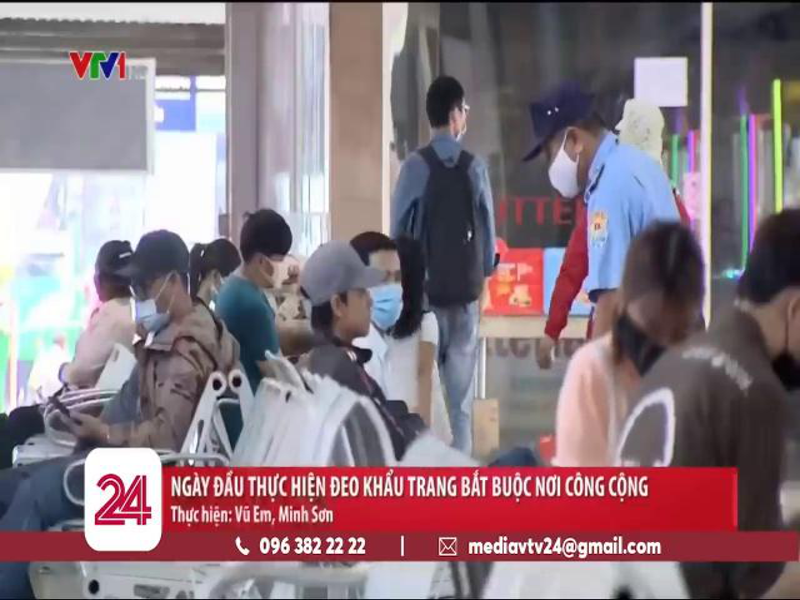 VTV1
24
NGÀY ĐẦU THỰC HIỆN ĐEO KHẨU TRANG BẮT BUỘC NƠI CÔNG CỘNG
Thực hiện: Vũ Em, Minh Sơn
096 382 22 22 | mediavtv24@gmail.com